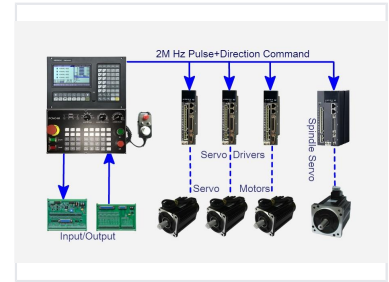 2M Hz Pulse+Direction Command
Servo Drivers
Spindle Servo
Servo Motors
Input/Output